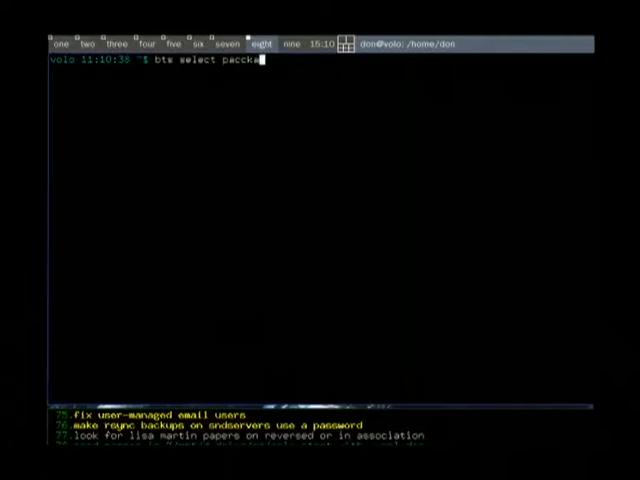 one two three four five six seven eight nine 15:10 don@volo: /home/don
volo 11:10:38 ~$ bts select paccka
75.fix user-managed email users
76.make rsync backups on sndservers use a password
77.look for lisa martin papers on reversed or in association